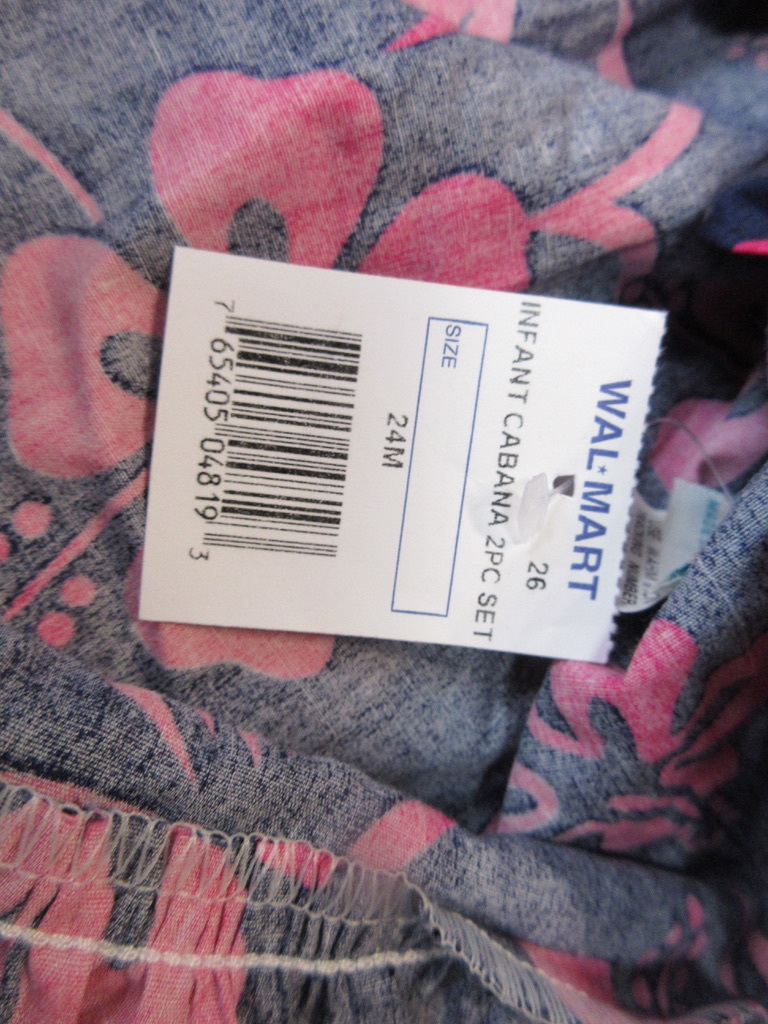 WAL★MART
26
INFANT CABANA 2PC SET
SIZE
24M
7 65405 04819 3